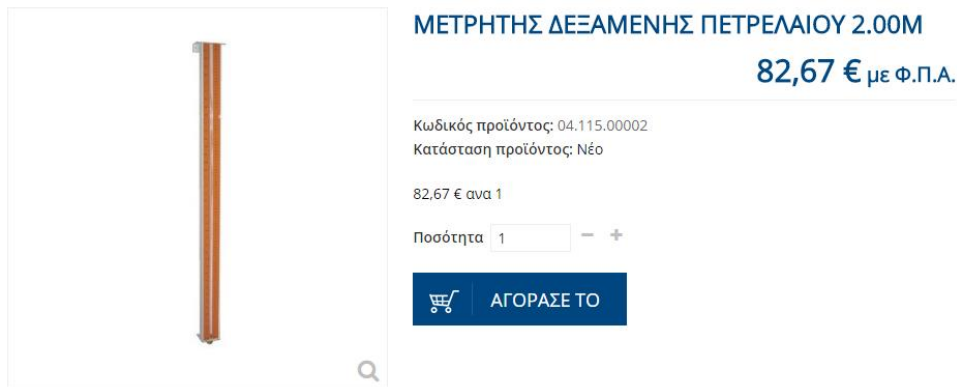 ΜΕΤΡΗΤΗΣ ΔΕΞΑΜΕΝΗΣ ΠΕΤΡΕΛΑΙΟΥ 2.00Μ
82,67 € με Φ.Π.Α.
Κωδικός προϊόντος: 04.115.00002
Κατάσταση προϊόντος: Νέο
82,67 € ανα 1
Ποσότητα 1
ΑΓΟΡΑΣΕ ΤΟ